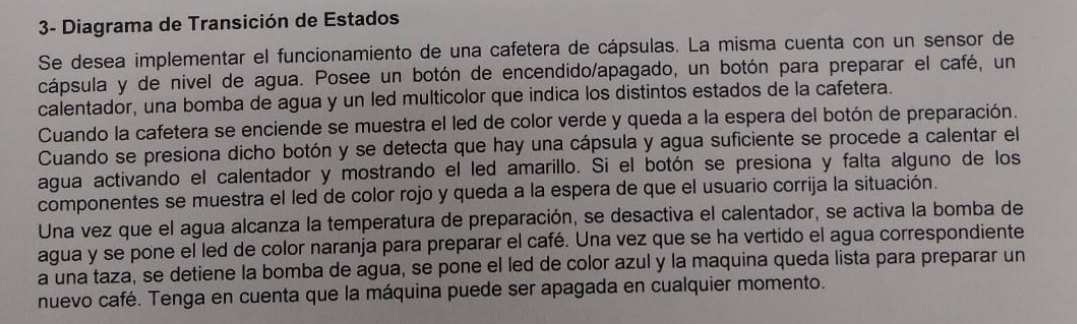 3- Diagrama de Transición de Estados
Se desea implementar el funcionamiento de una cafetera de cápsulas. La misma cuenta con un sensor de
cápsula y de nivel de agua. Posee un botón de encendido/apagado, un botón para preparar el café, un
calentador, una bomba de agua y un led multicolor que indica los distintos estados de la cafetera.
Cuando la cafetera se enciende se muestra el led de color verde y queda a la espera del botón de preparación.
Cuando se presiona dicho botón y se detecta que hay una cápsula y agua suficiente se procede a calentar el
agua activando el calentador y mostrando el led amarillo. Si el botón se presiona y falta alguno de los
componentes se muestra el led de color rojo y queda a la espera de que el usuario corrija la situación.
Una vez que el agua alcanza la temperatura de preparación, se desactiva el calentador, se activa la bomba de
agua y se pone el led de color naranja para preparar el café. Una vez que se ha vertido el agua correspondiente
a una taza, se detiene la bomba de agua, se pone el led de color azul y la maquina queda lista para preparar un
nuevo café. Tenga en cuenta que la máquina puede ser apagada en cualquier momento.